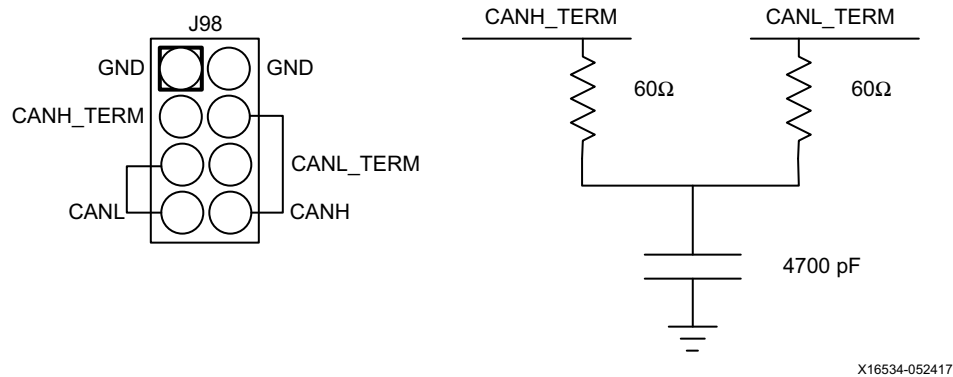 J98
GND GND
CANH_TERM
CANL_TERM
CANL CANH
CANH_TERM CANL_TERM
60Ω 60Ω
4700 pF
X16534-052417